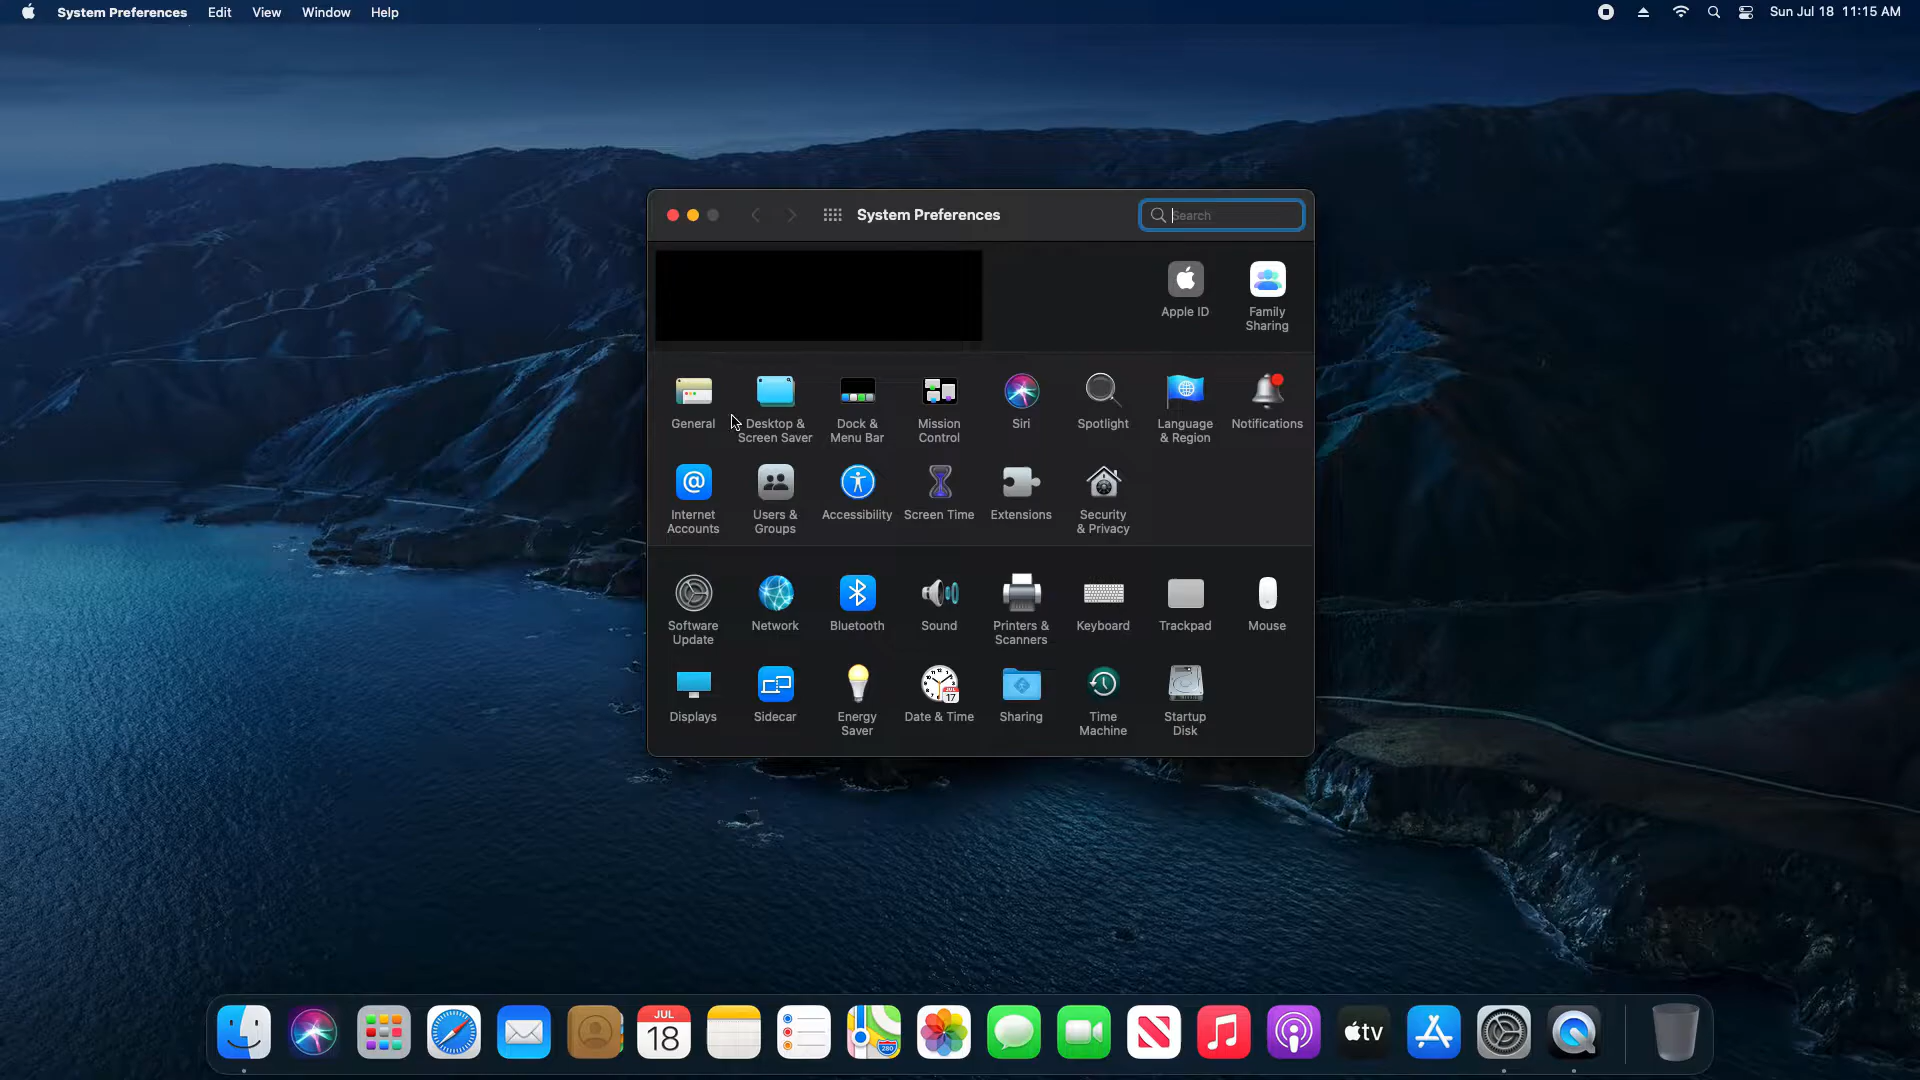 System Preferences Edit View Window Help Sun Jul 18 11:15 AM
System Preferences Search
Apple ID Family
Sharing
General Desktop & Dock & Mission Siri Spotlight Language Notifications
Screen Saver Menu Bar Control & Region
Internet Users & Accessibility Screen Time Extensions Security
Accounts Groups & Privacy
Software Network Bluetooth Sound Printers & Keyboard Trackpad Mouse
Update Scanners
JUL
17
Displays Sidecar Energy Date & Time Sharing Time Startup
Saver Machine Disk
JUL
18
280
tv